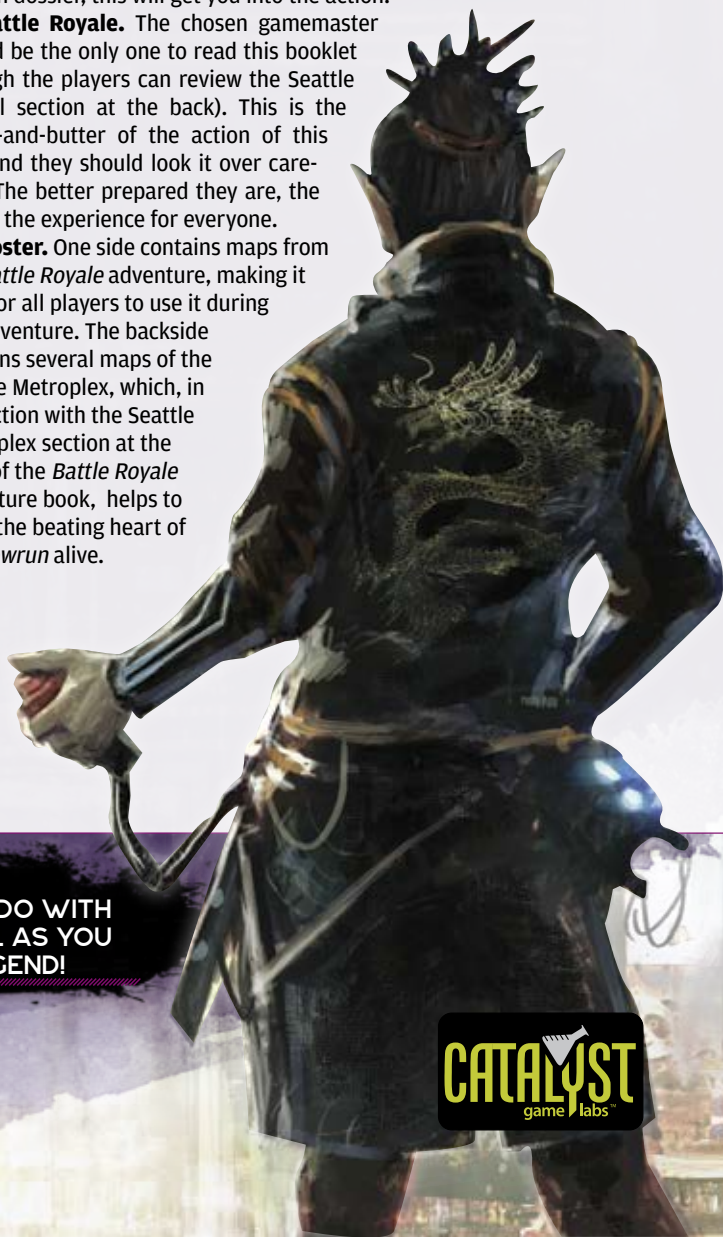 dossier, this will get you into the action.
attle Royale. The chosen gamemaster
be the only one to read this booklet
the players can review the Seattle
section at the back). This is the
-and-butter of the action of this
nd they should look it over care-
The better prepared they are, the
the experience for everyone.
oster. One side contains maps from
attle Royale adventure, making it
or all players to use it during
venture. The backside
ns several maps of the
e Metroplex, which, in
ction with the Seattle
plex section at the
of the Battle Royale
ture book, helps to
the beating heart of
wrun alive.
DO WITH
AS YOU
GEND!
CATALYST
game labs™